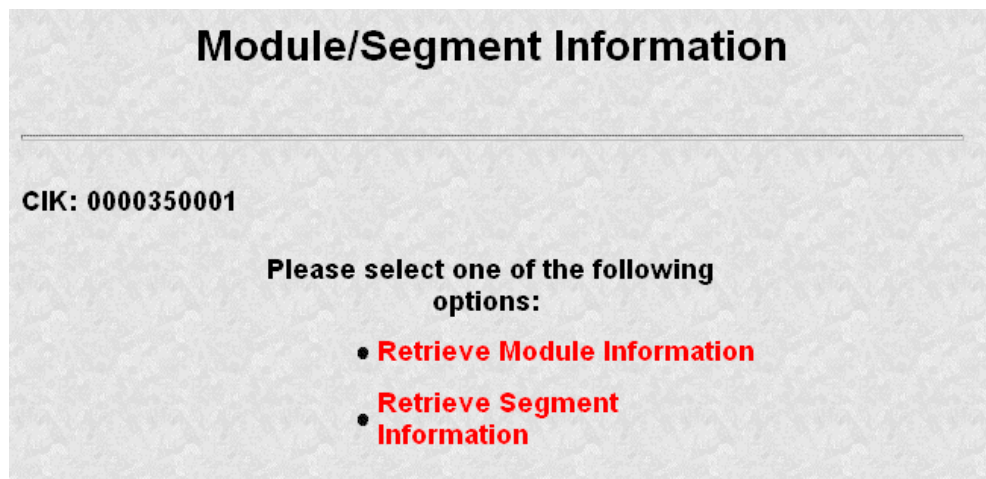 Module/Segment Information
CIK: 0000350001
Please select one of the following
options:
Retrieve Module Information
Retrieve Segment
Information